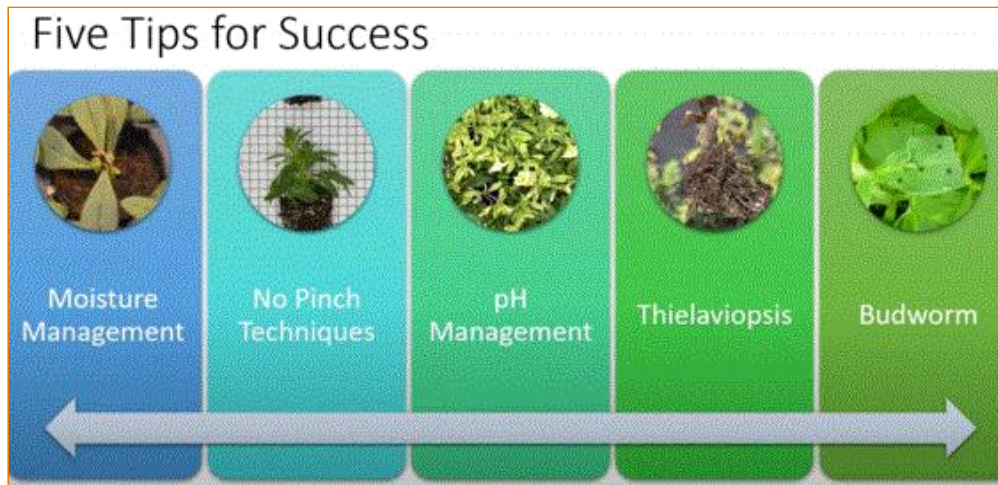 Five Tips for Success
Moisture
Management
No Pinch
Techniques
pH
Management
Thielaviopsis
Budworm